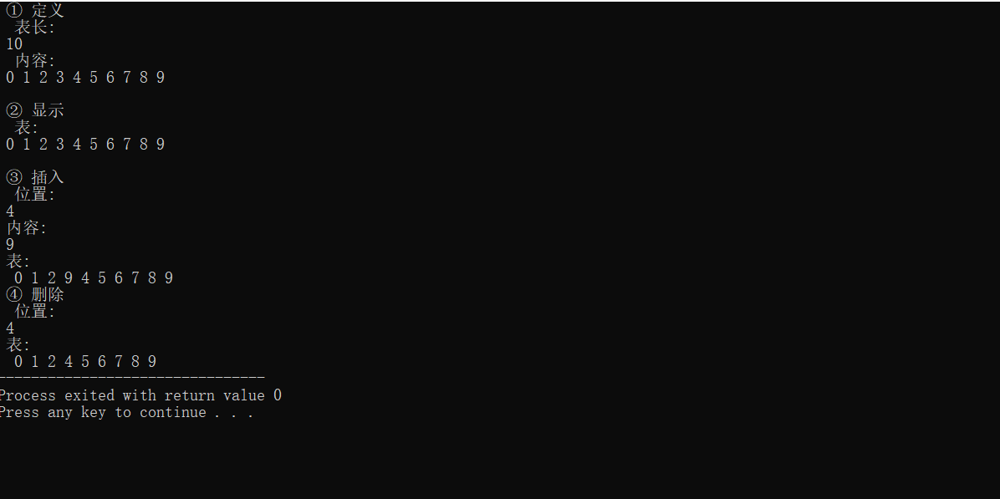 ① 定义
表长:
10
内容:
0 1 2 3 4 5 6 7 8 9
② 显示
表:
0 1 2 3 4 5 6 7 8 9
③ 插入
位置:
4
内容:
9
表:
0 1 2 9 4 5 6 7 8 9
④ 删除
位置:
4
表:
0 1 2 4 5 6 7 8 9
--------------------------------
Process exited with return value 0
Press any key to continue . . .